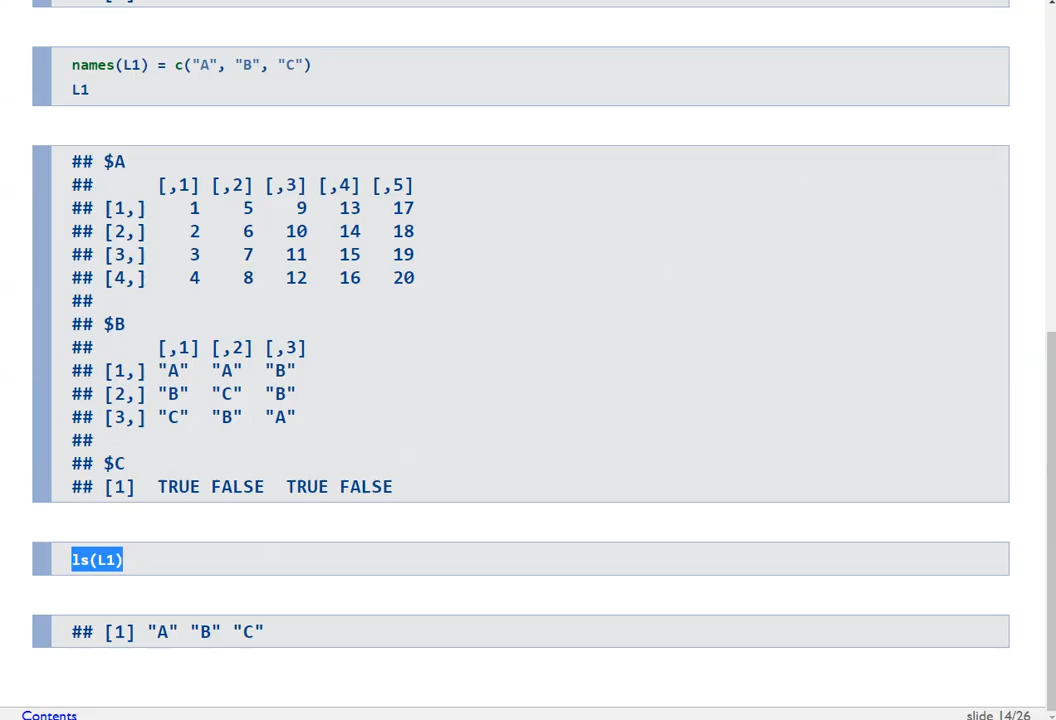 names(L1) = c("A", "B", "C")
L1
## $A
##      [,1] [,2] [,3] [,4] [,5]
## [1,]    1    5    9   13   17
## [2,]    2    6   10   14   18
## [3,]    3    7   11   15   19
## [4,]    4    8   12   16   20
##
## $B
##      [,1] [,2] [,3]
## [1,] "A"  "A"  "B"
## [2,] "B"  "C"  "B"
## [3,] "C"  "B"  "A"
##
## $C
## [1]  TRUE FALSE  TRUE FALSE
ls(L1)
## [1] "A" "B" "C"
Contents slide 14/26